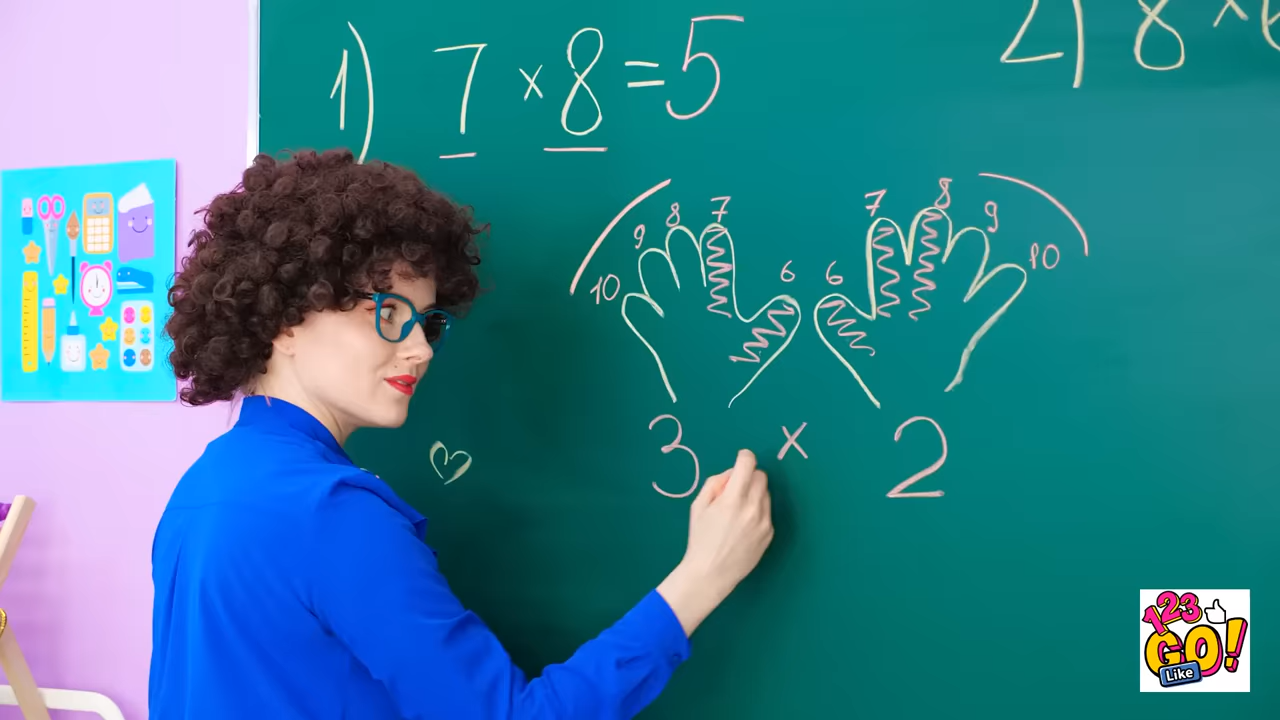 1) 7 × 8 = 5
2) 8 × 6
10 9 8 7 6
6 7 8 9 10
3 × 2
123
GO!
Like